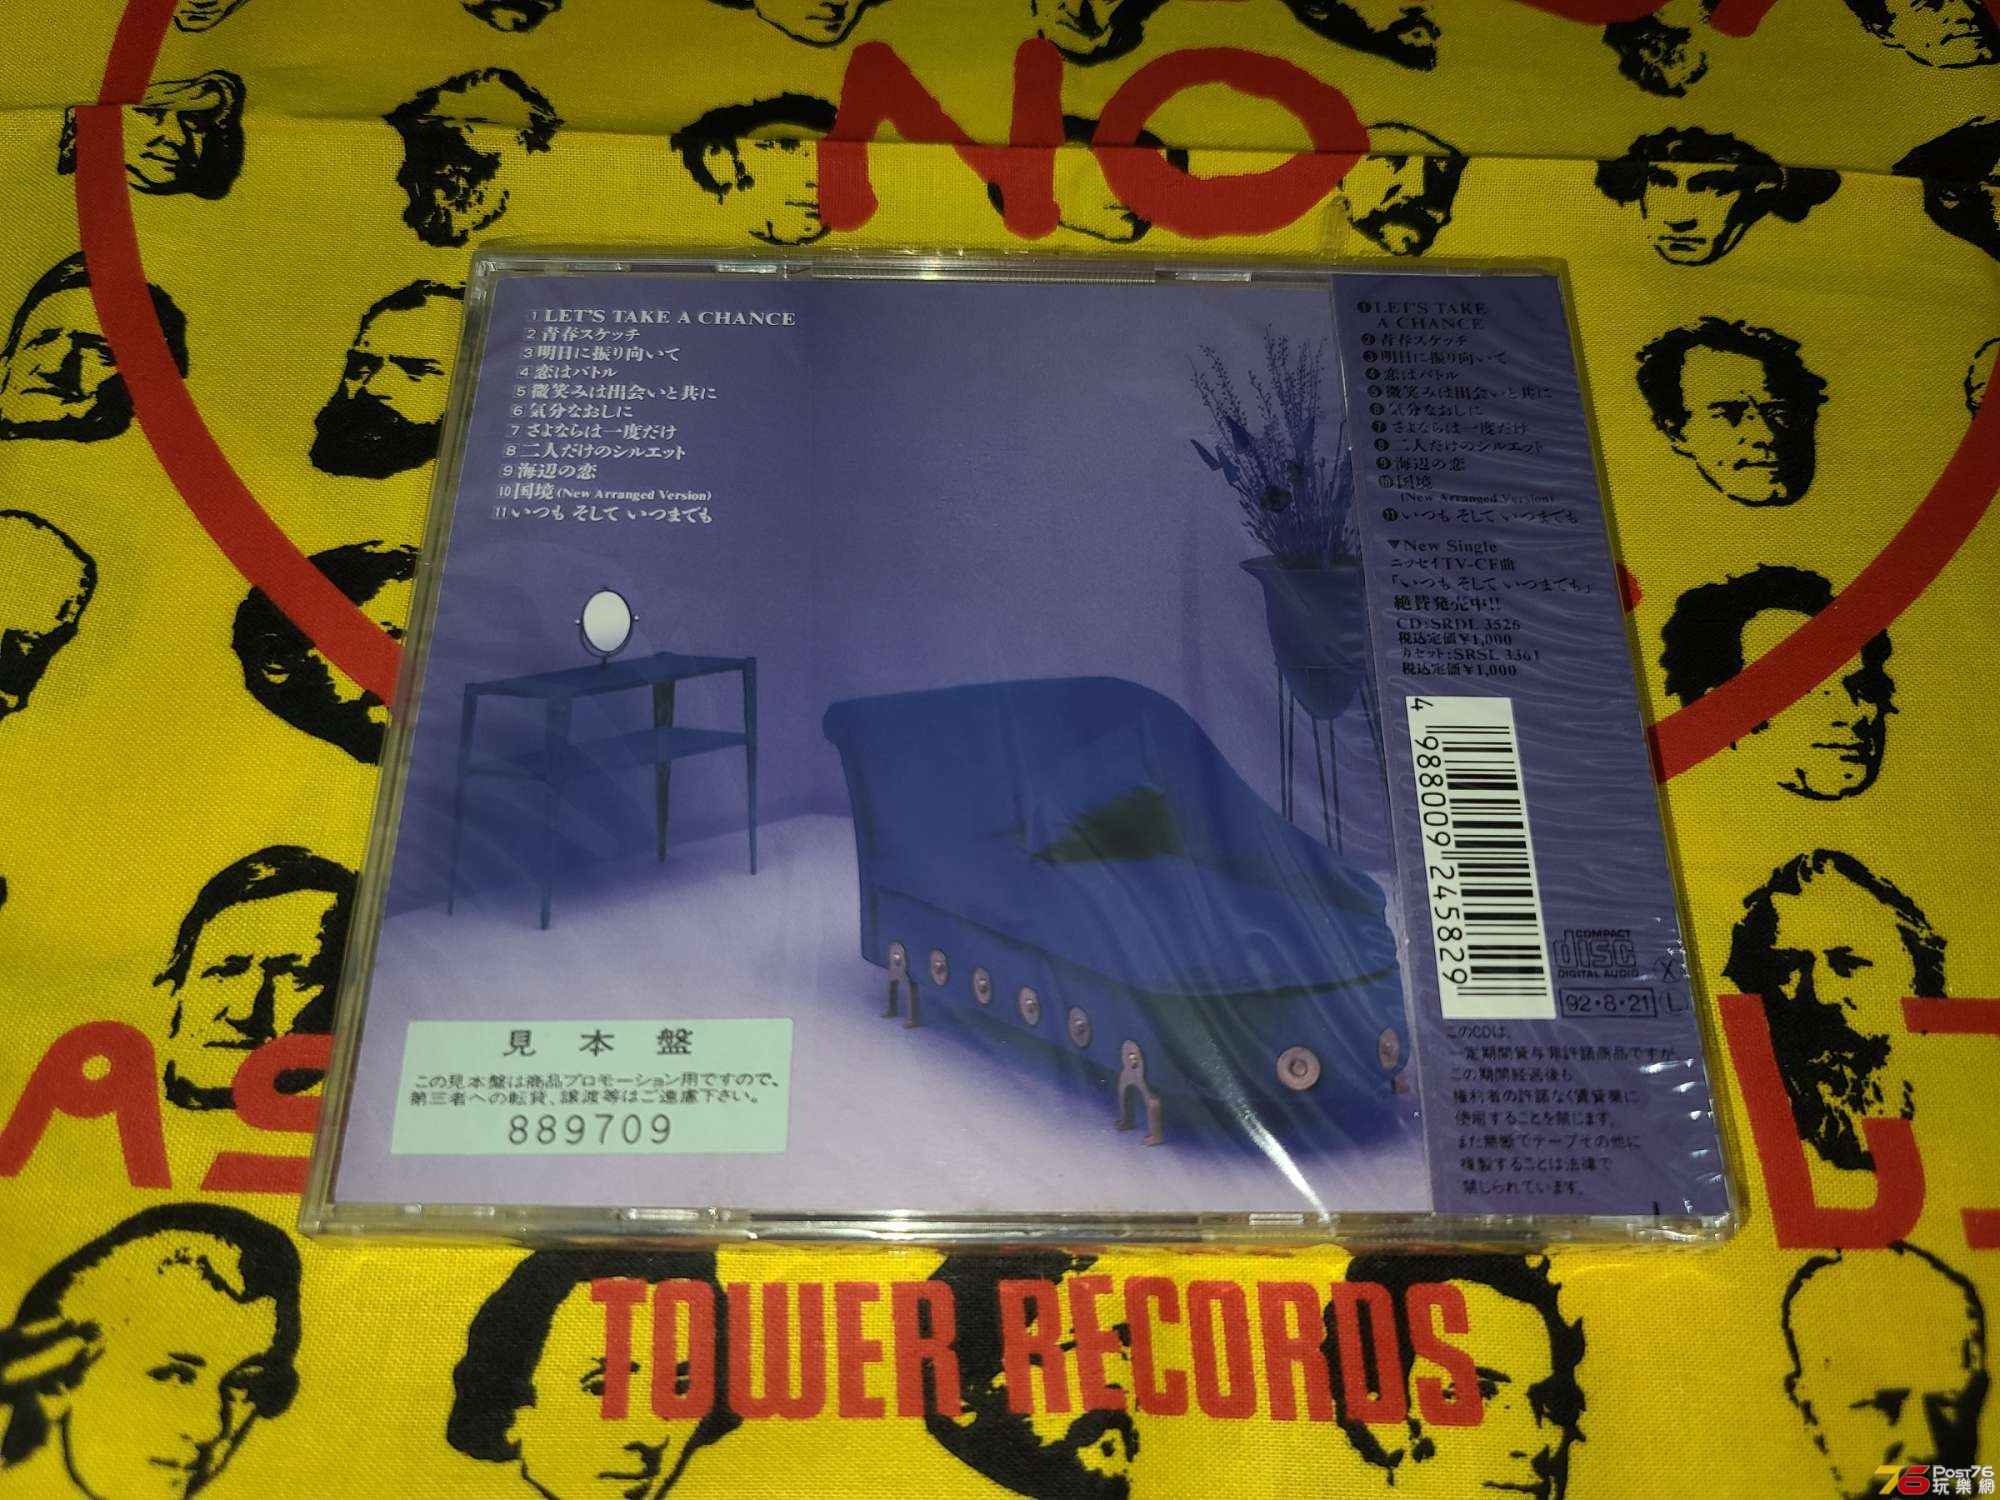 NO
1 LET'S TAKE A CHANCE
2 青春スケッチ
3 明日に振り向いて
4 恋はバトル
5 微笑みは出会いと共に
6 気分なおしに
7 さよならは一度だけ
8 二人だけのシルエット
9 海辺の恋
10 国境 (New Arranged Version)
11 いつも そして いつまでも
見本盤
この見本盤は商品プロモーション用ですので、
第三者への転貸、譲渡等はご遠慮下さい。
889709
1 LET'S TAKE
A CHANCE
2 青春スケッチ
3 明日に振り向いて
4 恋はバトル
5 微笑みは出会いと共に
6 気分なおしに
7 さよならは一度だけ
8 二人だけのシルエット
9 海辺の恋
10 国境
(New Arranged Version)
11 いつも そして いつまでも
▼New Single
ニッセイTV-CF曲
「いつも そして いつまでも」
絶賛発売中!!
CD:SRDL 3526
税込定価¥1,000
カセット:SRSL 3361
税込定価¥1,000
4 988009 245829
COMPACT
disc
DIGITAL AUDIO
X
92・8・21 L
このCDは、
一定期間貸与非許諾商品ですが
この期間経過後も
権利者の許諾なく賃貸業に
使用することを禁じます。
また無断でテープその他に
複製することは法律で
禁じられています。
TOWER RECORDS
76 POST76
玩樂網